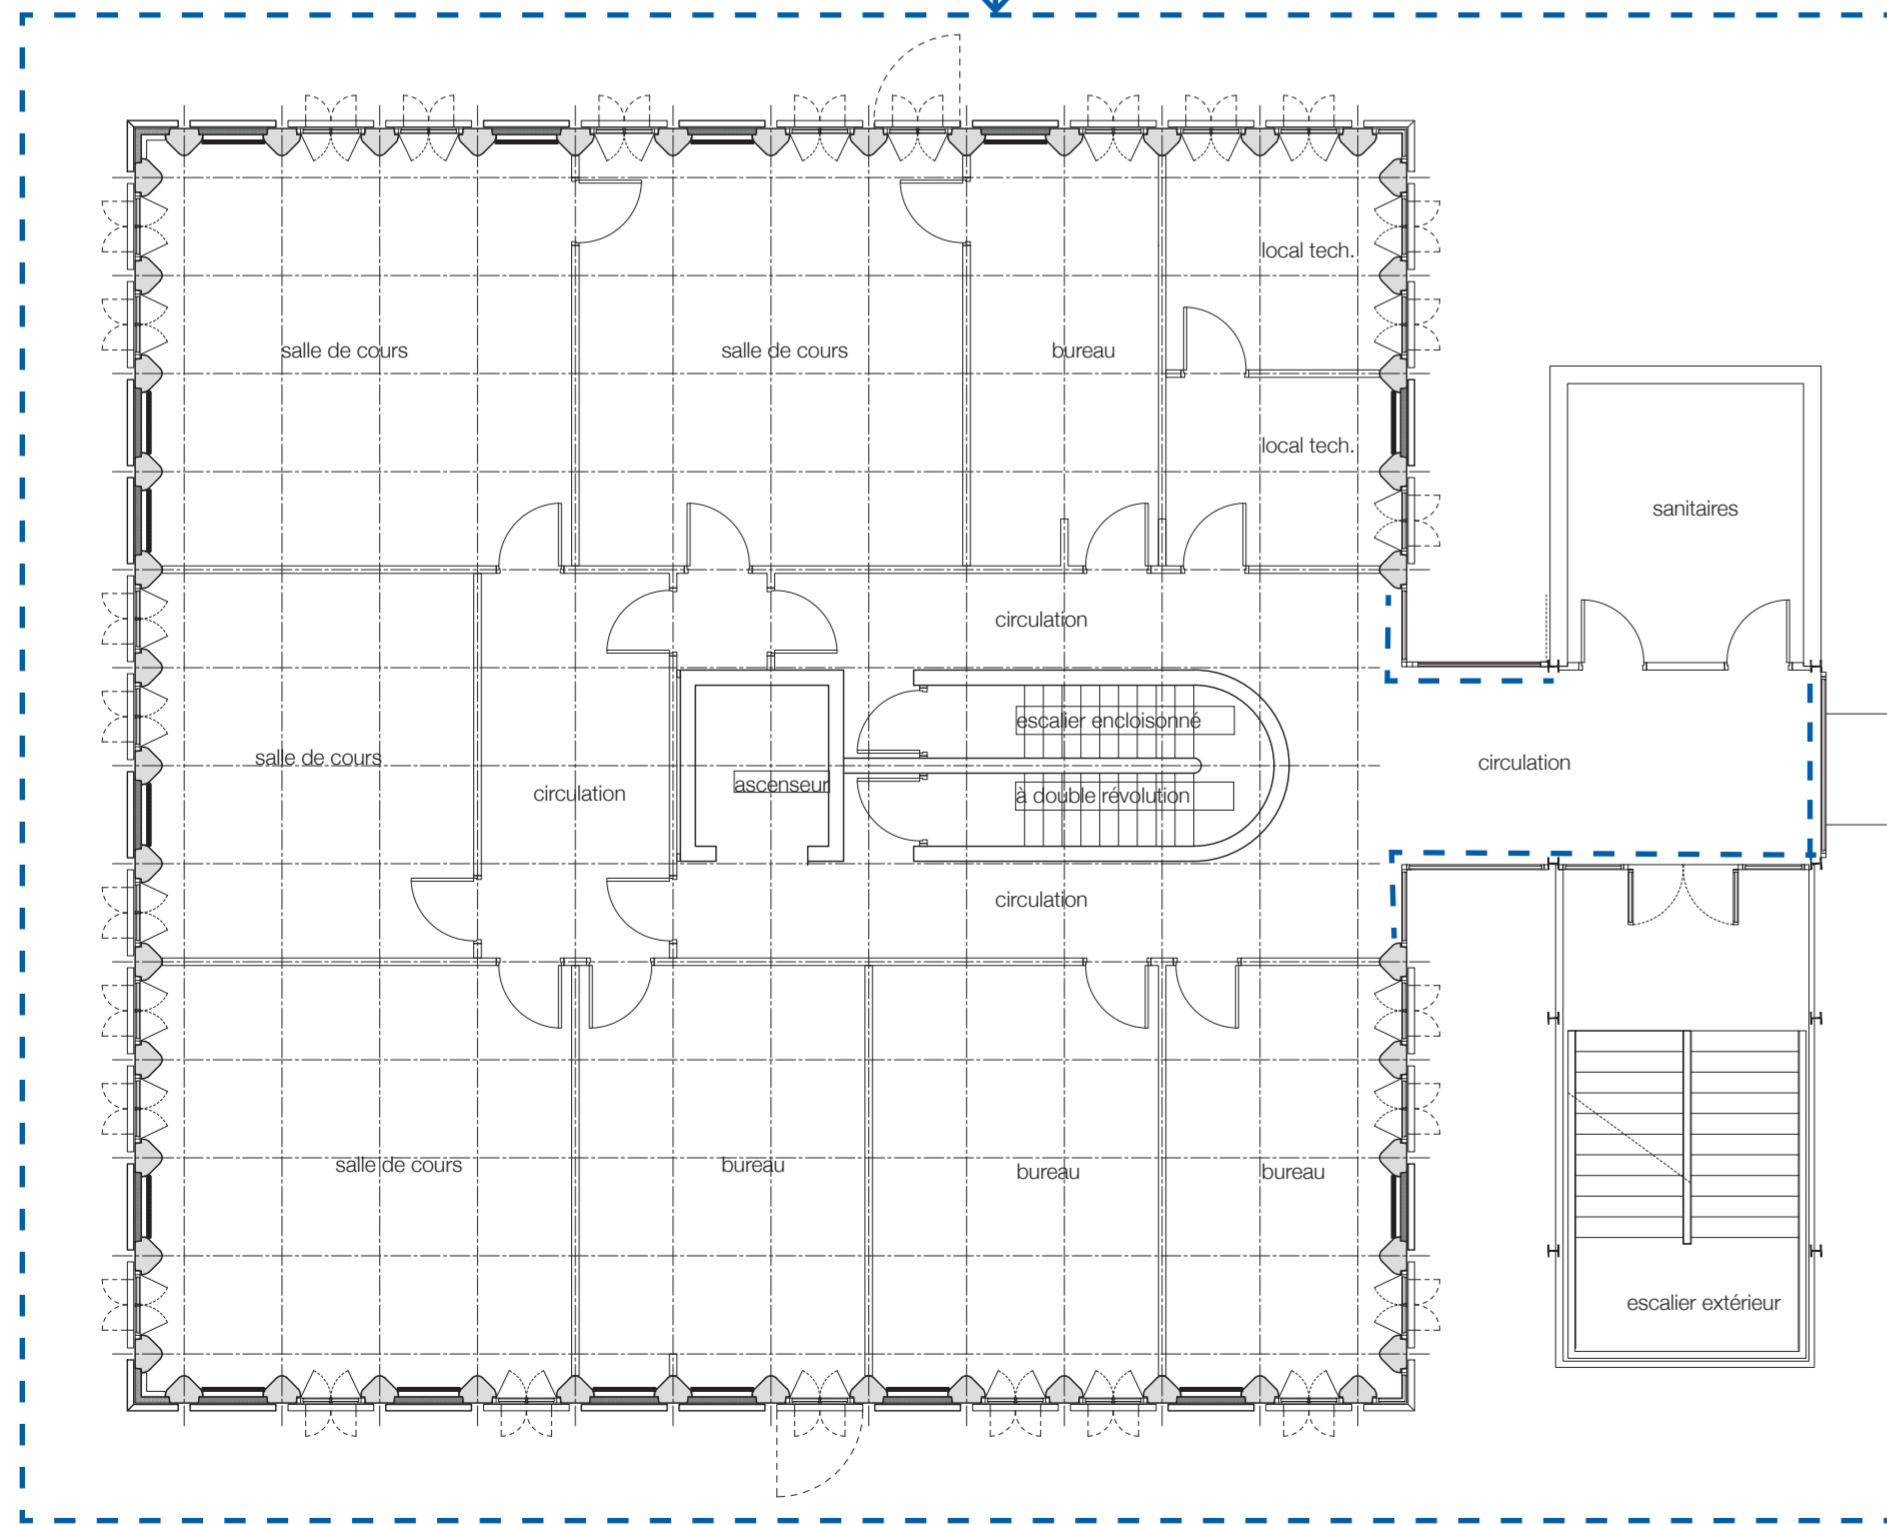 local tech.
salle de cours
salle de cours
bureau
local tech.
sanitaires
circulation
escalier encloisonné
salle de cours
circulation
ascenseur
à double révolution
circulation
circulation
salle de cours
bureau
bureau
bureau
escalier extérieur